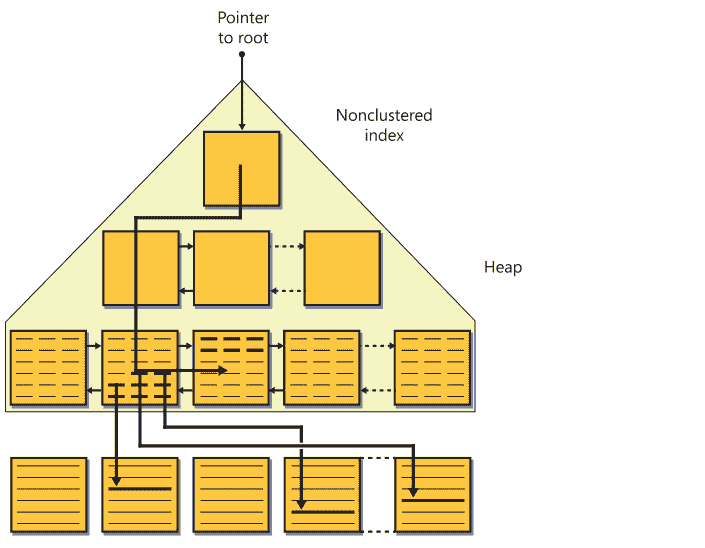 Pointer
to root
Nonclustered
index
Heap